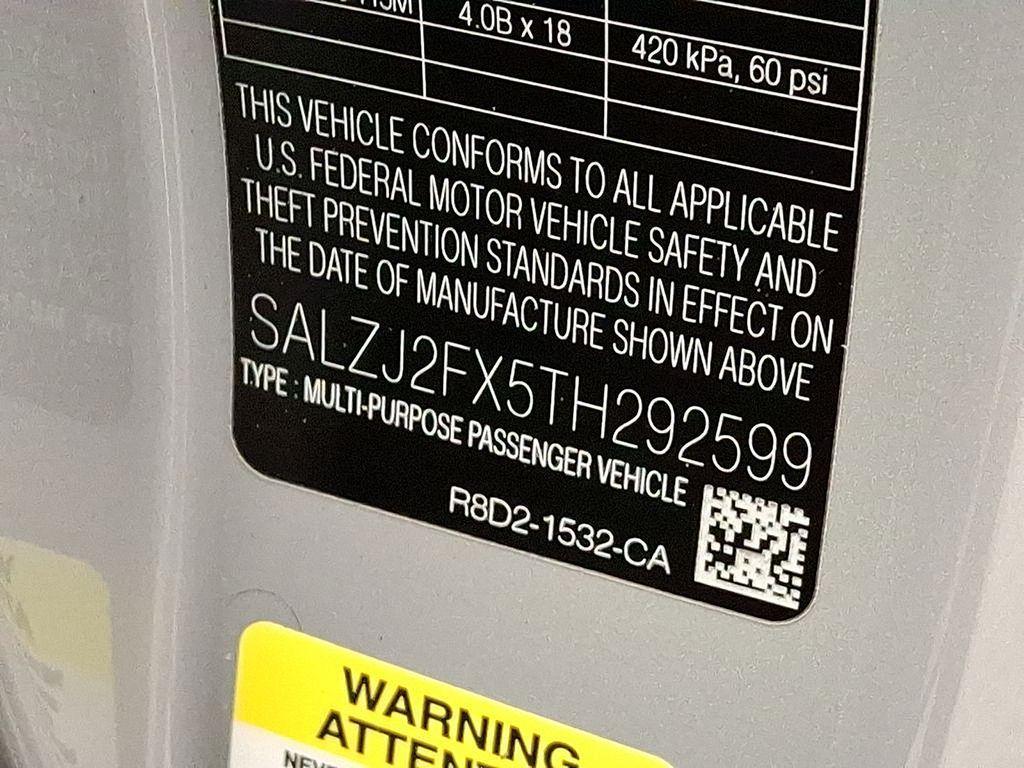 4.0B x 18
420 kPa, 60 psi
THIS VEHICLE CONFORMS TO ALL APPLICABLE
U.S. FEDERAL MOTOR VEHICLE SAFETY AND
THEFT PREVENTION STANDARDS IN EFFECT ON
THE DATE OF MANUFACTURE SHOWN ABOVE
SALZJ2FX5TH292599
TYPE : MULTI-PURPOSE PASSENGER VEHICLE
R8D2-1532-CA
WARNING